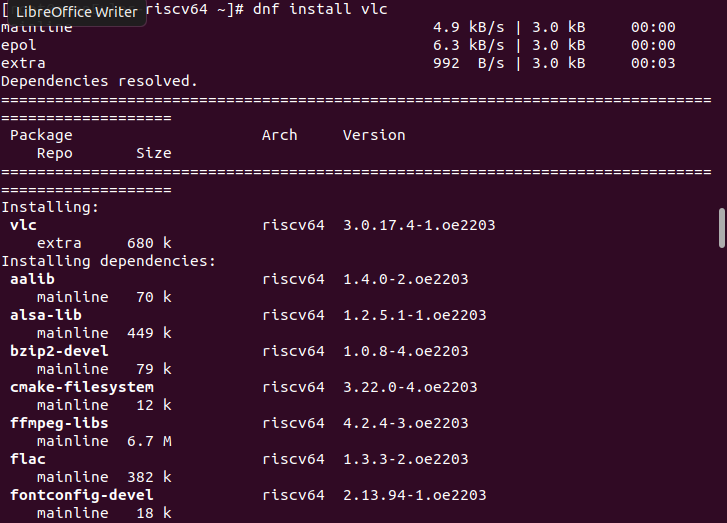 [ LibreOffice Writer riscv64 ~]# dnf install vlc
mainline 4.9 kB/s | 3.0 kB 00:00
epol 6.3 kB/s | 3.0 kB 00:00
extra 992 B/s | 3.0 kB 00:03
Dependencies resolved.
===============================================================================
===================
Package Arch Version
Repo Size
===============================================================================
===================
Installing:
vlc riscv64 3.0.17.4-1.oe2203
extra 680 k
Installing dependencies:
aalib riscv64 1.4.0-2.oe2203
mainline 70 k
alsa-lib riscv64 1.2.5.1-1.oe2203
mainline 449 k
bzip2-devel riscv64 1.0.8-4.oe2203
mainline 79 k
cmake-filesystem riscv64 3.22.0-4.oe2203
mainline 12 k
ffmpeg-libs riscv64 4.2.4-3.oe2203
mainline 6.7 M
flac riscv64 1.3.3-2.oe2203
mainline 382 k
fontconfig-devel riscv64 2.13.94-1.oe2203
mainline 18 k